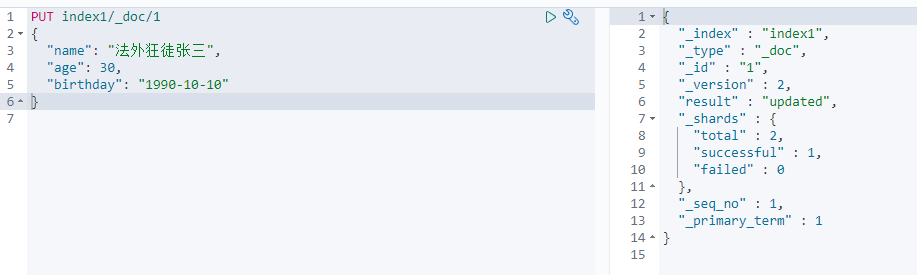 1 PUT index1/_doc/1
2 {
3 "name": "法外狂徒张三",
4 "age": 30,
5 "birthday": "1990-10-10"
6 }
7
1 {
2 "_index" : "index1",
3 "_type" : "_doc",
4 "_id" : "1",
5 "_version" : 2,
6 "result" : "updated",
7 "_shards" : {
8 "total" : 2,
9 "successful" : 1,
10 "failed" : 0
11 },
12 "_seq_no" : 1,
13 "_primary_term" : 1
14 }
15